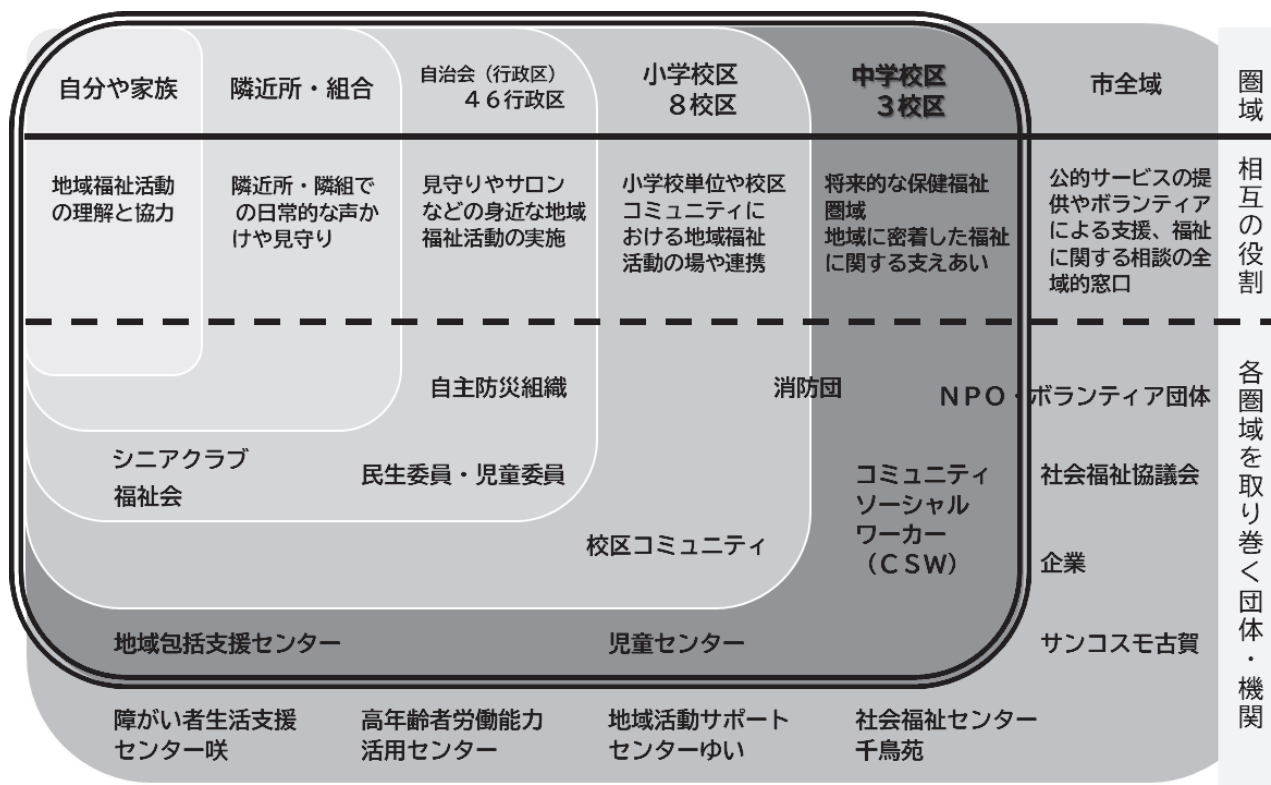 自分や家族
隣近所・組合
自治会（行政区）
４６行政区
小学校区
８校区
中学校区
３校区
市全域
圏域
地域福祉活動
の理解と協力
隣近所・隣組で
の日常的な声か
けや見守り
見守りやサロン
などの身近な地域
福祉活動の実施
小学校単位や校区
コミュニティに
おける地域福祉
活動の場や連携
将来的な保健福祉
圏域
地域に密着した福祉
に関する支えあい
公的サービスの提
供やボランティア
による支援、福祉
に関する相談の全
域的窓口
相互の役割
自主防災組織
消防団
ＮＰＯ・ボランティア団体
シニアクラブ
福祉会
民生委員・児童委員
コミュニティ
ソーシャル
ワーカー
（ＣＳＷ）
社会福祉協議会
校区コミュニティ
企業
地域包括支援センター
児童センター
サンコスモ古賀
障がい者生活支援
センター咲
高年齢者労働能力
活用センター
地域活動サポート
センターゆい
社会福祉センター
千鳥苑
各圏域を取り巻く団体・機関